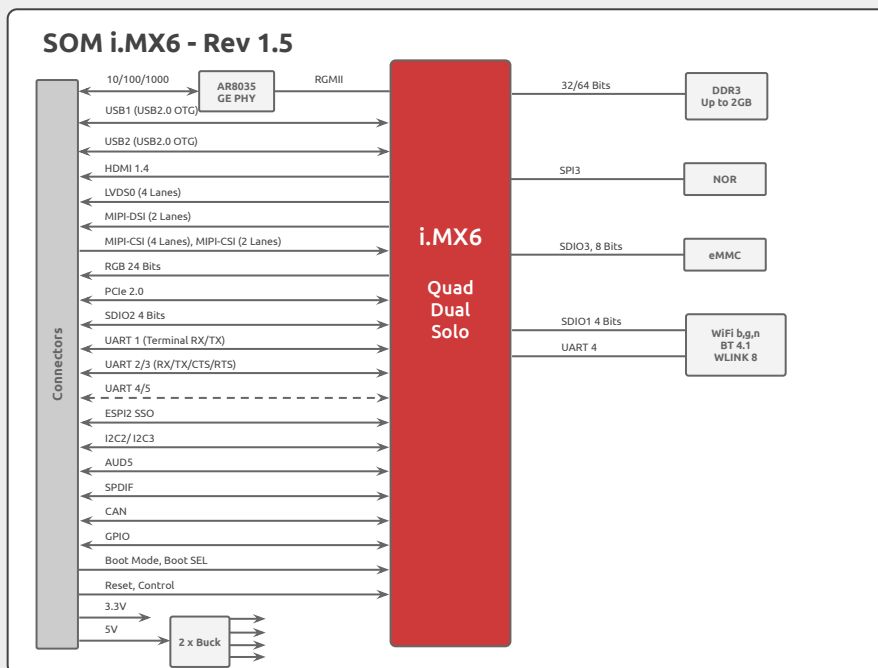 SOM i.MX6 - Rev 1.5
Connectors
10/100/1000
AR8035
GE PHY
RGMII
USB1 (USB2.0 OTG)
USB2 (USB2.0 OTG)
HDMI 1.4
LVDS0 (4 Lanes)
MIPI-DSI (2 Lanes)
MIPI-CSI (4 Lanes), MIPI-CSI (2 Lanes)
RGB 24 Bits
PCIe 2.0
SDIO2 4 Bits
UART 1 (Terminal RX/TX)
UART 2/3 (RX/TX/CTS/RTS)
UART 4/5
ESPI2 SSO
I2C2/ I2C3
AUD5
SPDIF
CAN
GPIO
Boot Mode, Boot SEL
Reset, Control
3.3V
5V
2 x Buck
i.MX6
Quad
Dual
Solo
32/64 Bits
DDR3
Up to 2GB
SPI3
NOR
SDIO3, 8 Bits
eMMC
SDIO1 4 Bits
UART 4
WiFi b,g,n
BT 4.1
WLINK 8